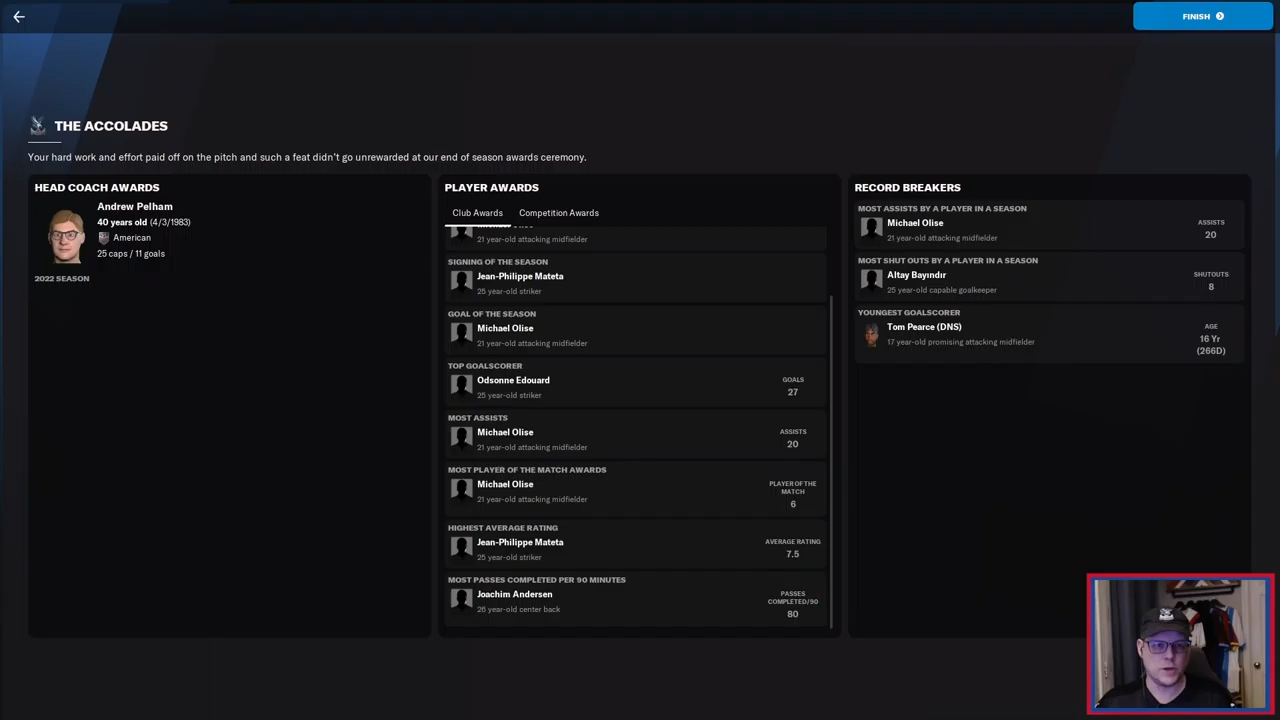 FINISH
THE ACCOLADES
Your hard work and effort paid off on the pitch and such a feat didn't go unrewarded at our end of season awards ceremony.
HEAD COACH AWARDS
Andrew Pelham
40 years old (4/3/1983)
American
25 caps / 11 goals
2022 SEASON
PLAYER AWARDS
Club Awards Competition Awards
21 year-old attacking midfielder
SIGNING OF THE SEASON
Jean-Philippe Mateta
25 year-old striker
GOAL OF THE SEASON
Michael Olise
21 year-old attacking midfielder
TOP GOALSCORER
Odsonne Edouard
25 year-old striker
GOALS
27
MOST ASSISTS
Michael Olise
21 year-old attacking midfielder
ASSISTS
20
MOST PLAYER OF THE MATCH AWARDS
Michael Olise
21 year-old attacking midfielder
PLAYER OF THE
MATCH
6
HIGHEST AVERAGE RATING
Jean-Philippe Mateta
25 year-old striker
AVERAGE RATING
7.5
MOST PASSES COMPLETED PER 90 MINUTES
Joachim Andersen
26 year-old center back
PASSES
COMPLETED/90
80
RECORD BREAKERS
MOST ASSISTS BY A PLAYER IN A SEASON
Michael Olise
21 year-old attacking midfielder
ASSISTS
20
MOST SHUT OUTS BY A PLAYER IN A SEASON
Altay Bayındır
25 year-old capable goalkeeper
SHUTOUTS
8
YOUNGEST GOALSCORER
Tom Pearce (DNS)
17 year-old promising attacking midfielder
AGE
16 Yr
(266D)